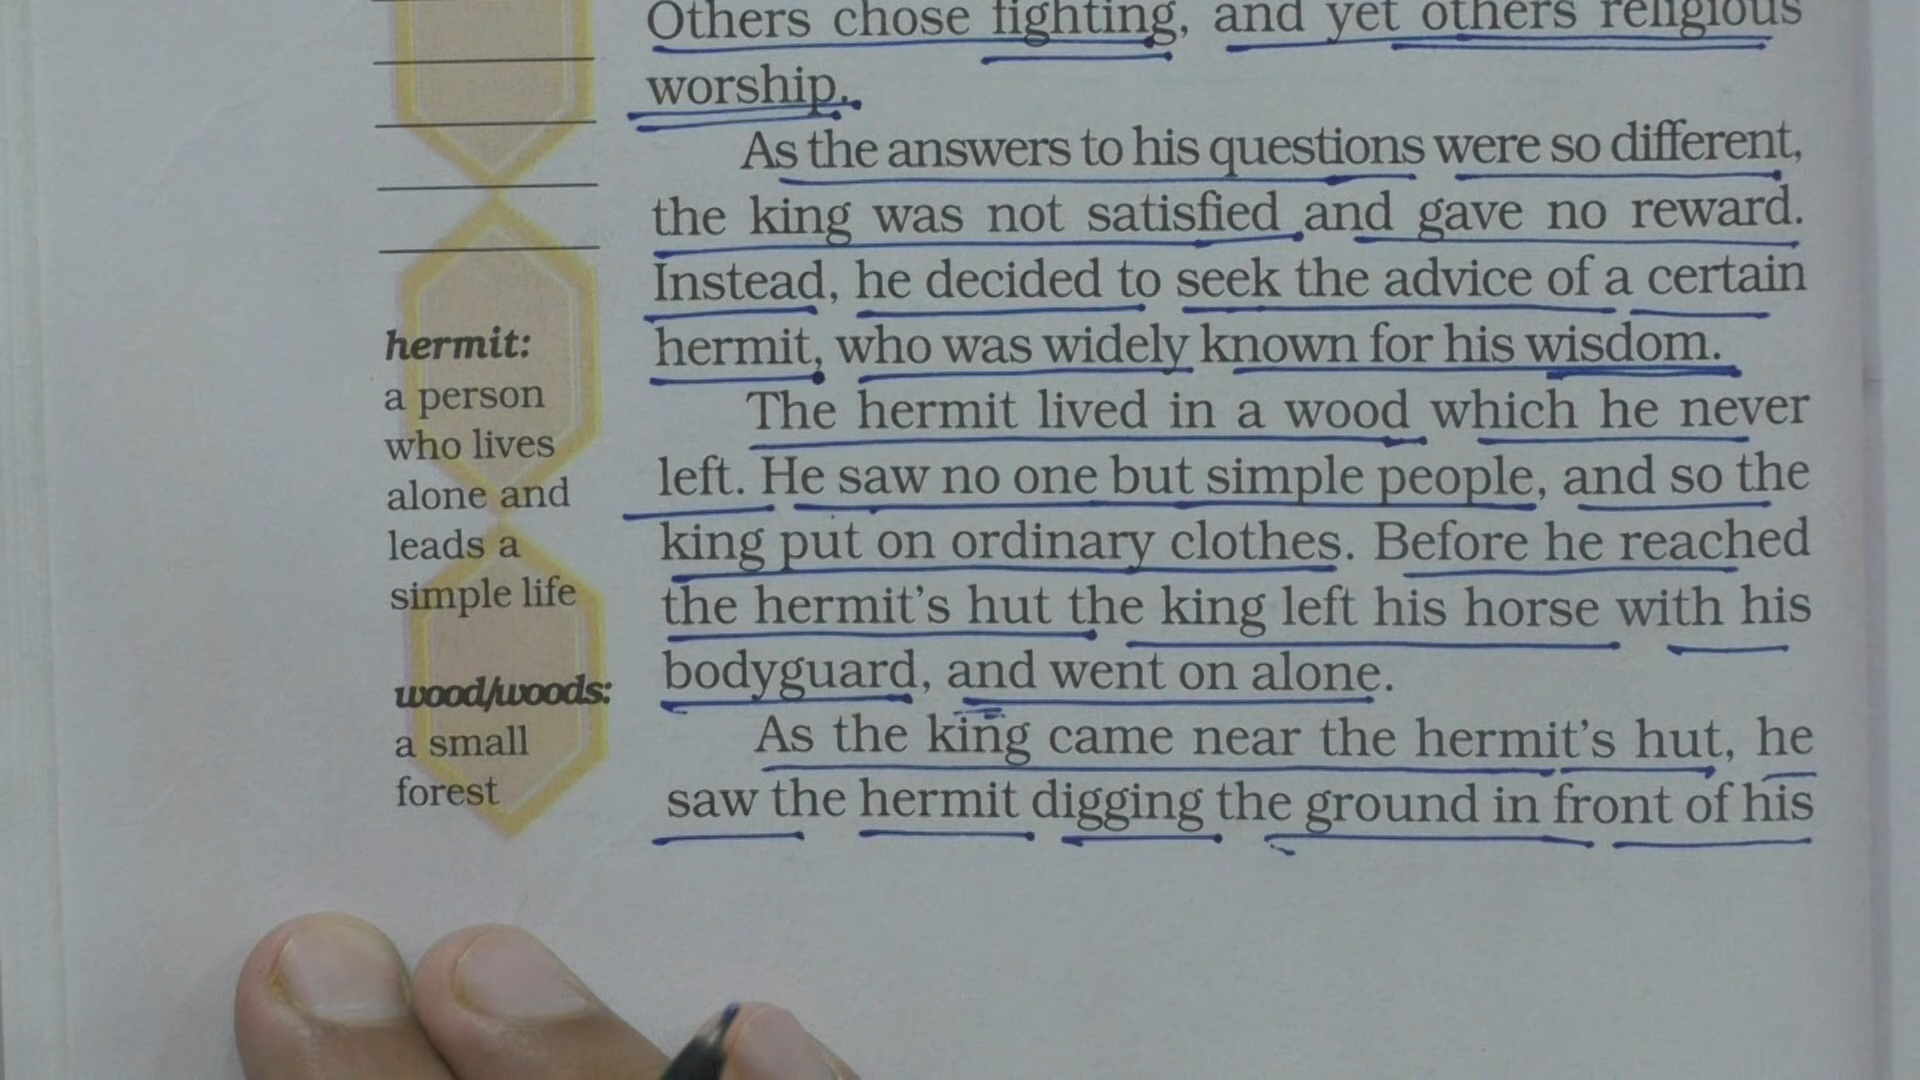 Others chose fighting, and yet others religious
worship.
As the answers to his questions were so different,
the king was not satisfied and gave no reward.
Instead, he decided to seek the advice of a certain
hermit, who was widely known for his wisdom.
The hermit lived in a wood which he never
left. He saw no one but simple people, and so the
king put on ordinary clothes. Before he reached
the hermit's hut the king left his horse with his
bodyguard, and went on alone.
As the king came near the hermit's hut, he
saw the hermit digging the ground in front of his
hermit:
a person
who lives
alone and
leads a
simple life
wood/woods:
a small
forest